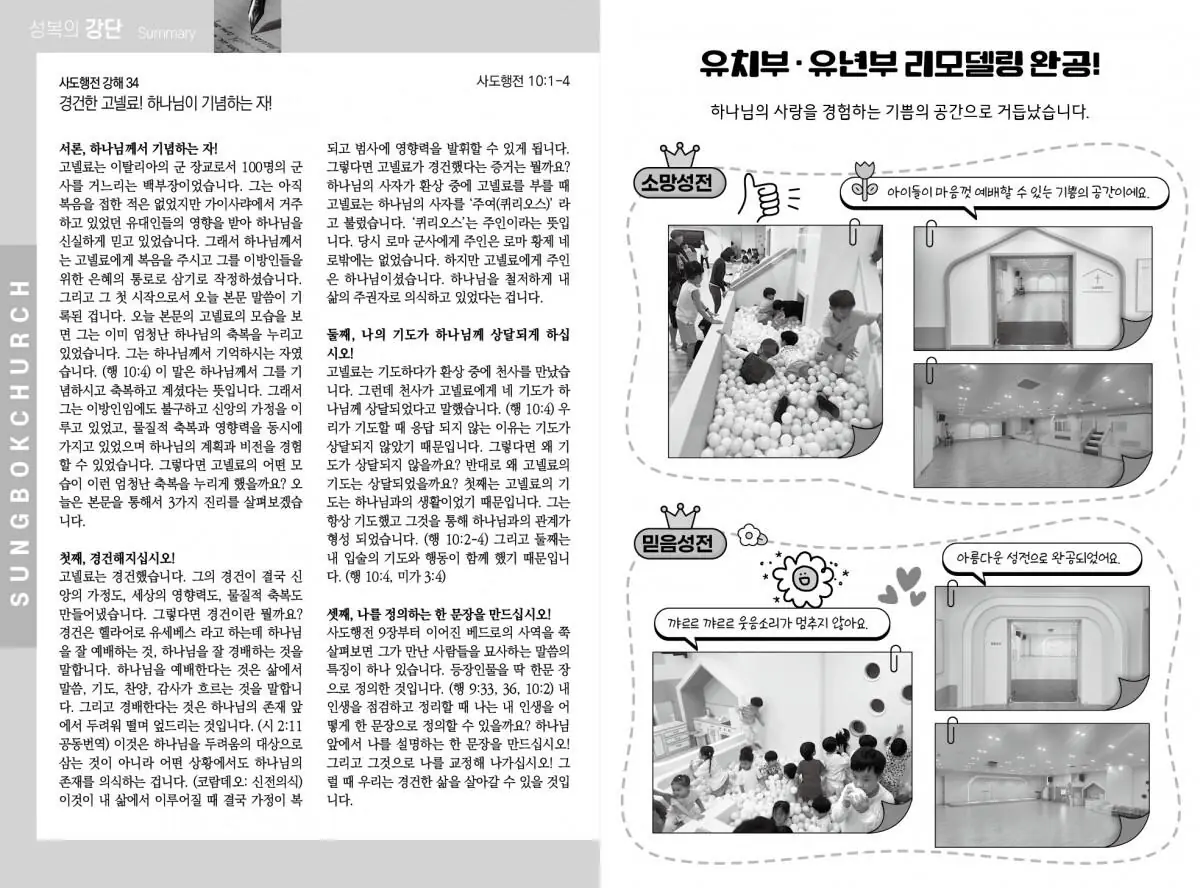 성복의 강단 Summary
SUNGBOKCHURCH
사도행전 강해 34
사도행전 10:1-4
경건한 고넬료! 하나님이 기념하는 자!
서론, 하나님께서 기념하는 자!
고넬료는 이탈리아의 군 장교로서 100명의 군
사를 거느리는 백부장이었습니다. 그는 아직
복음을 접한 적은 없었지만 가이사랴에서 거주
하고 있었던 유대인들의 영향을 받아 하나님을
신실하게 믿고 있었습니다. 그래서 하나님께서
는 고넬료에게 복음을 주시고 그를 이방인들을
위한 은혜의 통로로 삼기로 작정하셨습니다.
그리고 그 첫 시작으로서 오늘 본문 말씀이 기
록된 겁니다. 오늘 본문의 고넬료의 모습을 보
면 그는 이미 엄청난 하나님의 축복을 누리고
있었습니다. 그는 하나님께서 기억하시는 자였
습니다. (행 10:4) 이 말은 하나님께서 그를 기
념하시고 축복하고 계셨다는 뜻입니다. 그래서
그는 이방인임에도 불구하고 신앙의 가정을 이
루고 있었고, 물질적 축복과 영향력을 동시에
가지고 있었으며 하나님의 계획과 비전을 경험
할 수 있었습니다. 그렇다면 고넬료의 어떤 모
습이 이런 엄청난 축복을 누리게 했을까요? 오
늘은 본문을 통해서 3가지 진리를 살펴보겠습
니다.
첫째, 경건해지십시오!
고넬료는 경건했습니다. 그의 경건이 결국 신
앙의 가정도, 세상의 영향력도, 물질적 축복도
만들어냈습니다. 그렇다면 경건이란 뭘까요?
경건은 헬라어로 유세베스 라고 하는데 하나님
을 잘 예배하는 것, 하나님을 잘 경배하는 것을
말합니다. 하나님을 예배한다는 것은 삶에서
말씀, 기도, 찬양, 감사가 흐르는 것을 말합니
다. 그리고 경배한다는 것은 하나님의 존재 앞
에서 두려워 떨며 엎드리는 것입니다. (시 2:11
공동번역) 이것은 하나님을 두려움의 대상으로
삼는 것이 아니라 어떤 상황에서도 하나님의
존재를 의식하는 겁니다. (코람데오: 신전의식)
이것이 내 삶에서 이루어질 때 결국 가정이 복
되고 범사에 영향력을 발휘할 수 있게 됩니다.
그렇다면 고넬료가 경건했다는 증거는 뭘까요?
하나님의 사자가 환상 중에 고넬료를 부를 때
고넬료는 하나님의 사자를 '주여(퀴리오스)' 라
고 불렀습니다. '퀴리오스'는 주인이라는 뜻입
니다. 당시 로마 군사에게 주인은 로마 황제 네
로밖에는 없었습니다. 하지만 고넬료에게 주인
은 하나님이셨습니다. 하나님을 철저하게 내
삶의 주권자로 의식하고 있었다는 겁니다.
둘째, 나의 기도가 하나님께 상달되게 하십
시오!
고넬료는 기도하다가 환상 중에 천사를 만났습
니다. 그런데 천사가 고넬료에게 네 기도가 하
나님께 상달되었다고 말했습니다. (행 10:4) 우
리가 기도할 때 응답 되지 않는 이유는 기도가
상달되지 않았기 때문입니다. 그렇다면 왜 기
도가 상달되지 않을까요? 반대로 왜 고넬료의
기도는 상달되었을까요? 첫째는 고넬료의 기
도는 하나님과의 생활이었기 때문입니다. 그는
항상 기도했고 그것을 통해 하나님과의 관계가
형성 되었습니다. (행 10:2-4) 그리고 둘째는
내 입술의 기도와 행동이 함께 했기 때문입니
다. (행 10:4, 미가 3:4)
셋째, 나를 정의하는 한 문장을 만드십시오!
사도행전 9장부터 이어진 베드로의 사역을 쭉
살펴보면 그가 만난 사람들을 묘사하는 말씀의
특징이 하나 있습니다. 등장인물을 딱 한문 장
으로 정의한 것입니다. (행 9:33, 36, 10:2) 내
인생을 점검하고 정리할 때 나는 내 인생을 어
떻게 한 문장으로 정의할 수 있을까요? 하나님
앞에서 나를 설명하는 한 문장을 만드십시오!
그리고 그것으로 나를 교정해 나가십시오! 그
럴 때 우리는 경건한 삶을 살아갈 수 있을 것입
니다.
유치부·유년부 리모델링 완공!
하나님의 사랑을 경험하는 기쁨의 공간으로 거듭났습니다.
소망성전
아이들이 마음껏 예배할 수 있는 기쁨의 공간이에요.
믿음성전
아름다운 성전으로 완공되었어요.
꺄르르 꺄르르 웃음소리가 멈추지 않아요.